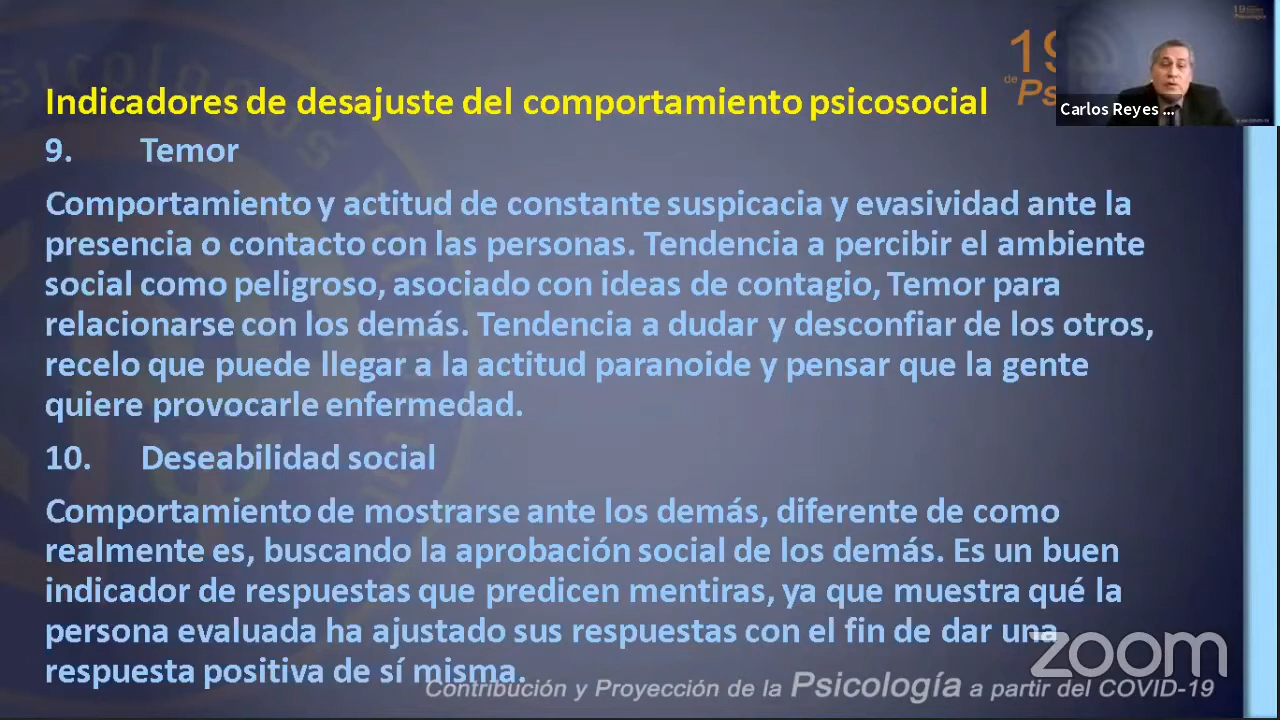 Indicadores de desajuste del comportamiento psicosocial
9. Temor
Comportamiento y actitud de constante suspicacia y evasividad ante la
presencia o contacto con las personas. Tendencia a percibir el ambiente
social como peligroso, asociado con ideas de contagio, Temor para
relacionarse con los demás. Tendencia a dudar y desconfiar de los otros,
recelo que puede llegar a la actitud paranoide y pensar que la gente
quiere provocarle enfermedad.
10. Deseabilidad social
Comportamiento de mostrarse ante los demás, diferente de como
realmente es, buscando la aprobación social de los demás. Es un buen
indicador de respuestas que predicen mentiras, ya que muestra qué la
persona evaluada ha ajustado sus respuestas con el fin de dar una
respuesta positiva de sí misma.
Contribución y Proyección de la Psicología a partir del COVID-19
zoom
19
de Ps
Carlos Reyes ...